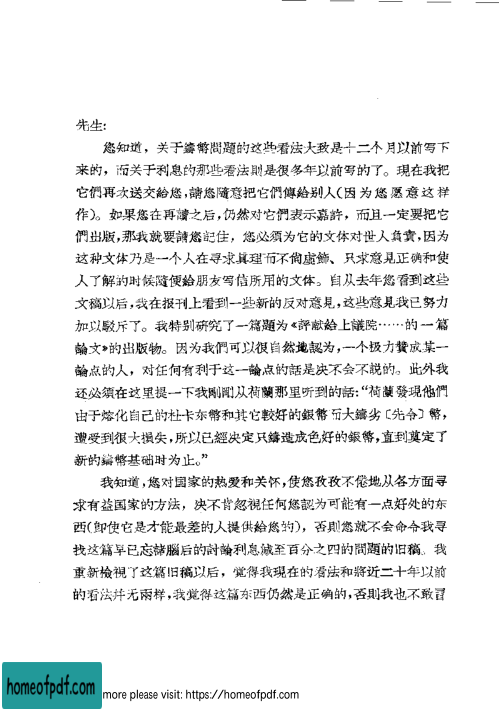 先生:
您知道，关于鑄幣問題的这些看法大致是十二个月以前写下
来的，而关于利息的那些看法則是很多年以前写的了。現在我把
它們再次送交給您，請您隨意把它們傳給別人(因为您愿意这样
作)。如果您在再讀之后，仍然对它們表示嘉許，而且一定要把它
們出版，那我就要請您記住，您必須为它的文体对世人負責，因为
这种文体乃是一个人在寻求眞理而不尙虛飾、只求意見正确和使
人了解的时候隨便給朋友写信所用的文体。自从去年您看到这些
文稿以后，我在报刊上看到一些新的反对意見，这些意見我已努力
加以駁斥了。我特別研究了一篇題为《評献給上議院……的一篇
論文》的出版物。因为我們可以很自然地認为，一个极力贊成某一
論点的人，对任何有利于这一論点的話是决不会不說的。此外我
还必須在这里提一下我剛剛从荷蘭那里听到的話：“荷蘭發現他們
由于熔化自己的杜卡东幣和其它較好的銀幣而大鑄劣〔先令〕幣，
遭受到很大損失，所以已經决定只鑄造成色好的銀幣，直到奠定了
新的鑄幣基础时为止。”
我知道，您对国家的热爱和关怀，使您孜孜不倦地从各方面寻
求有益国家的方法，决不肯忽視任何您認为可能有一点好处的东
西(卽使它是才能最差的人提供給您的)，否則您就不会命令我寻
找这篇早已忘諸腦后的討論利息减至百分之四的問題的旧稿。我
重新檢視了这篇旧稿以后，覚得我現在的看法和將近二十年以前
的看法幷无兩样，我覚得这篇东西仍然是正确的，否則我也不敢冒
homeofpdf.com
more please visit: https://homeofpdf.com